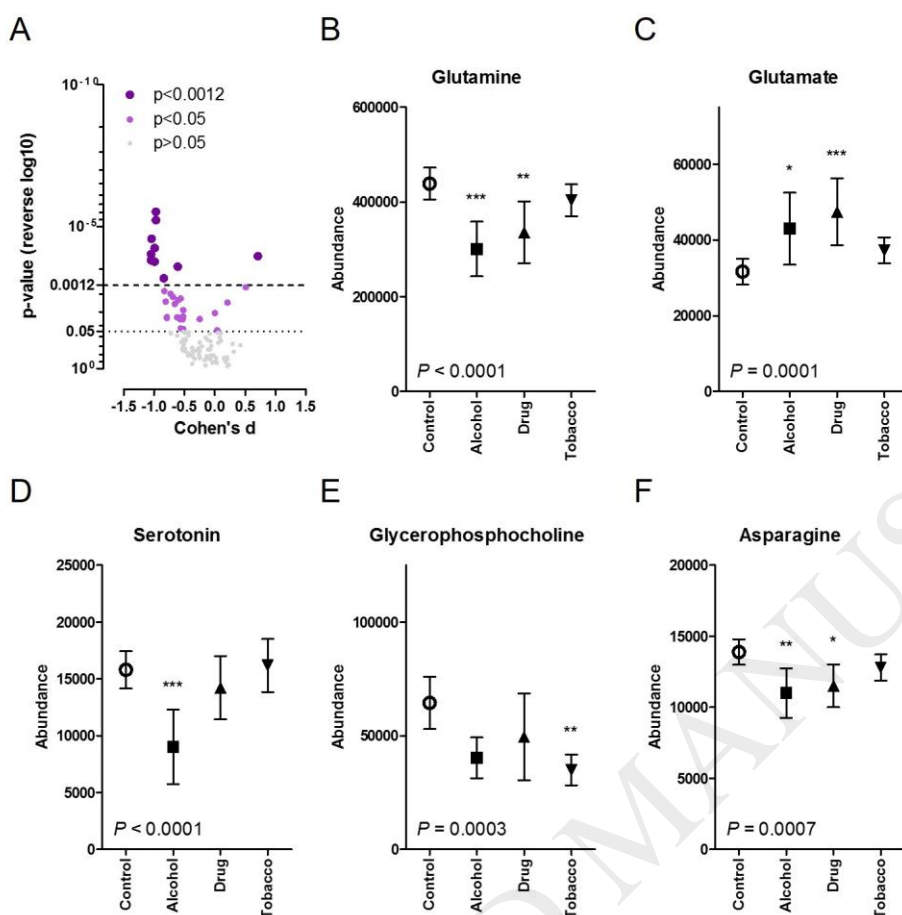 A
10-10
10-5
0.0012
0.05
100
p-value (reverse log10)
p<0.0012
p<0.05
p>0.05
-1.5 -1.0 -0.5 0.0 0.5 1.0 1.5
Cohen's d
B
Glutamine
600000
400000
200000
0
Abundance
***
**
P < 0.0001
Control
Alcohol
Drug
Tobacco
C
Glutamate
60000
40000
20000
0
Abundance
*
***
P = 0.0001
Control
Alcohol
Drug
Tobacco
D
Serotonin
25000
20000
15000
10000
5000
0
Abundance
***
P < 0.0001
Control
Alcohol
Drug
Tobacco
E
Glycerophosphocholine
100000
50000
0
Abundance
**
P = 0.0003
Control
Alcohol
Drug
Tobacco
F
Asparagine
20000
15000
10000
5000
0
Abundance
**
*
P = 0.0007
Control
Alcohol
Drug
Tobacco
D MANUS